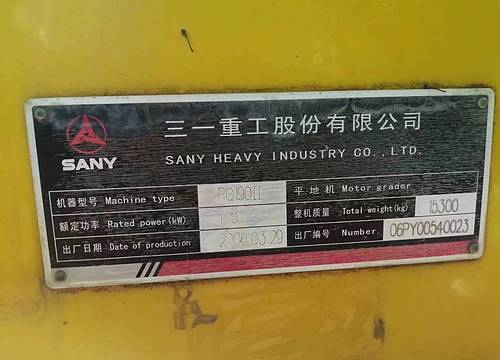 三一重工股份有限公司
SANY
SANY HEAVY INDUSTRY CO.,LTD.
机器型号 Machine type PQ190II 平地机 Motor grader
额定功率 Rated power(kW) 整机质量 Total weight(kg) 15300
出厂日期 Date of production 2006.03.29 出厂编号 Number 06PY00540023